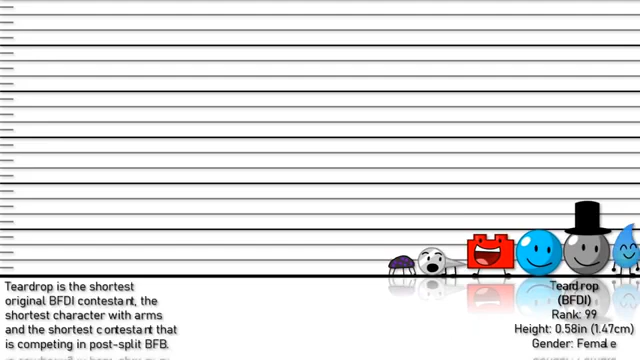 Teardrop is the shortest
original BFDI contestant, the
shortest character with arms
and the shortest contestant that
is competing in post-split BFB.
Teardrop
(BFDI)
Rank: 99
Height: 0.58in (1.47cm)
Gender: Female